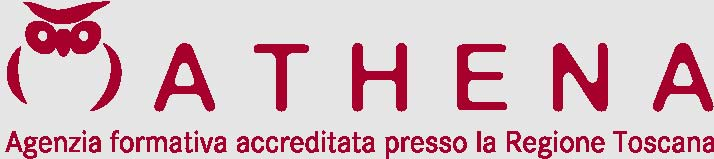 ATHENA
Agenzia formativa accreditata presso la Regione Toscana